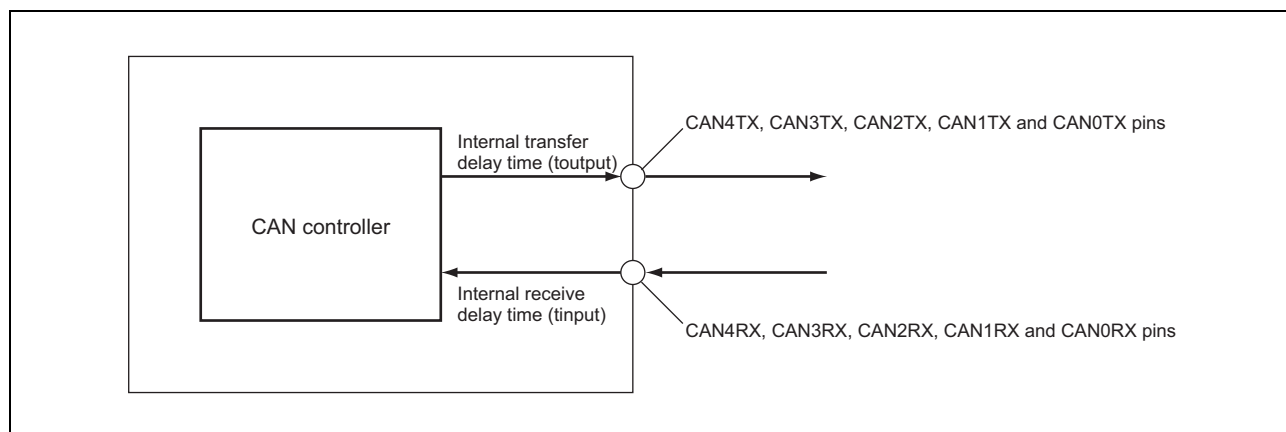 CAN4TX, CAN3TX, CAN2TX, CAN1TX and CAN0TX pins
Internal transfer
delay time (toutput)
CAN controller
Internal receive
delay time (tinput)
CAN4RX, CAN3RX, CAN2RX, CAN1RX and CAN0RX pins